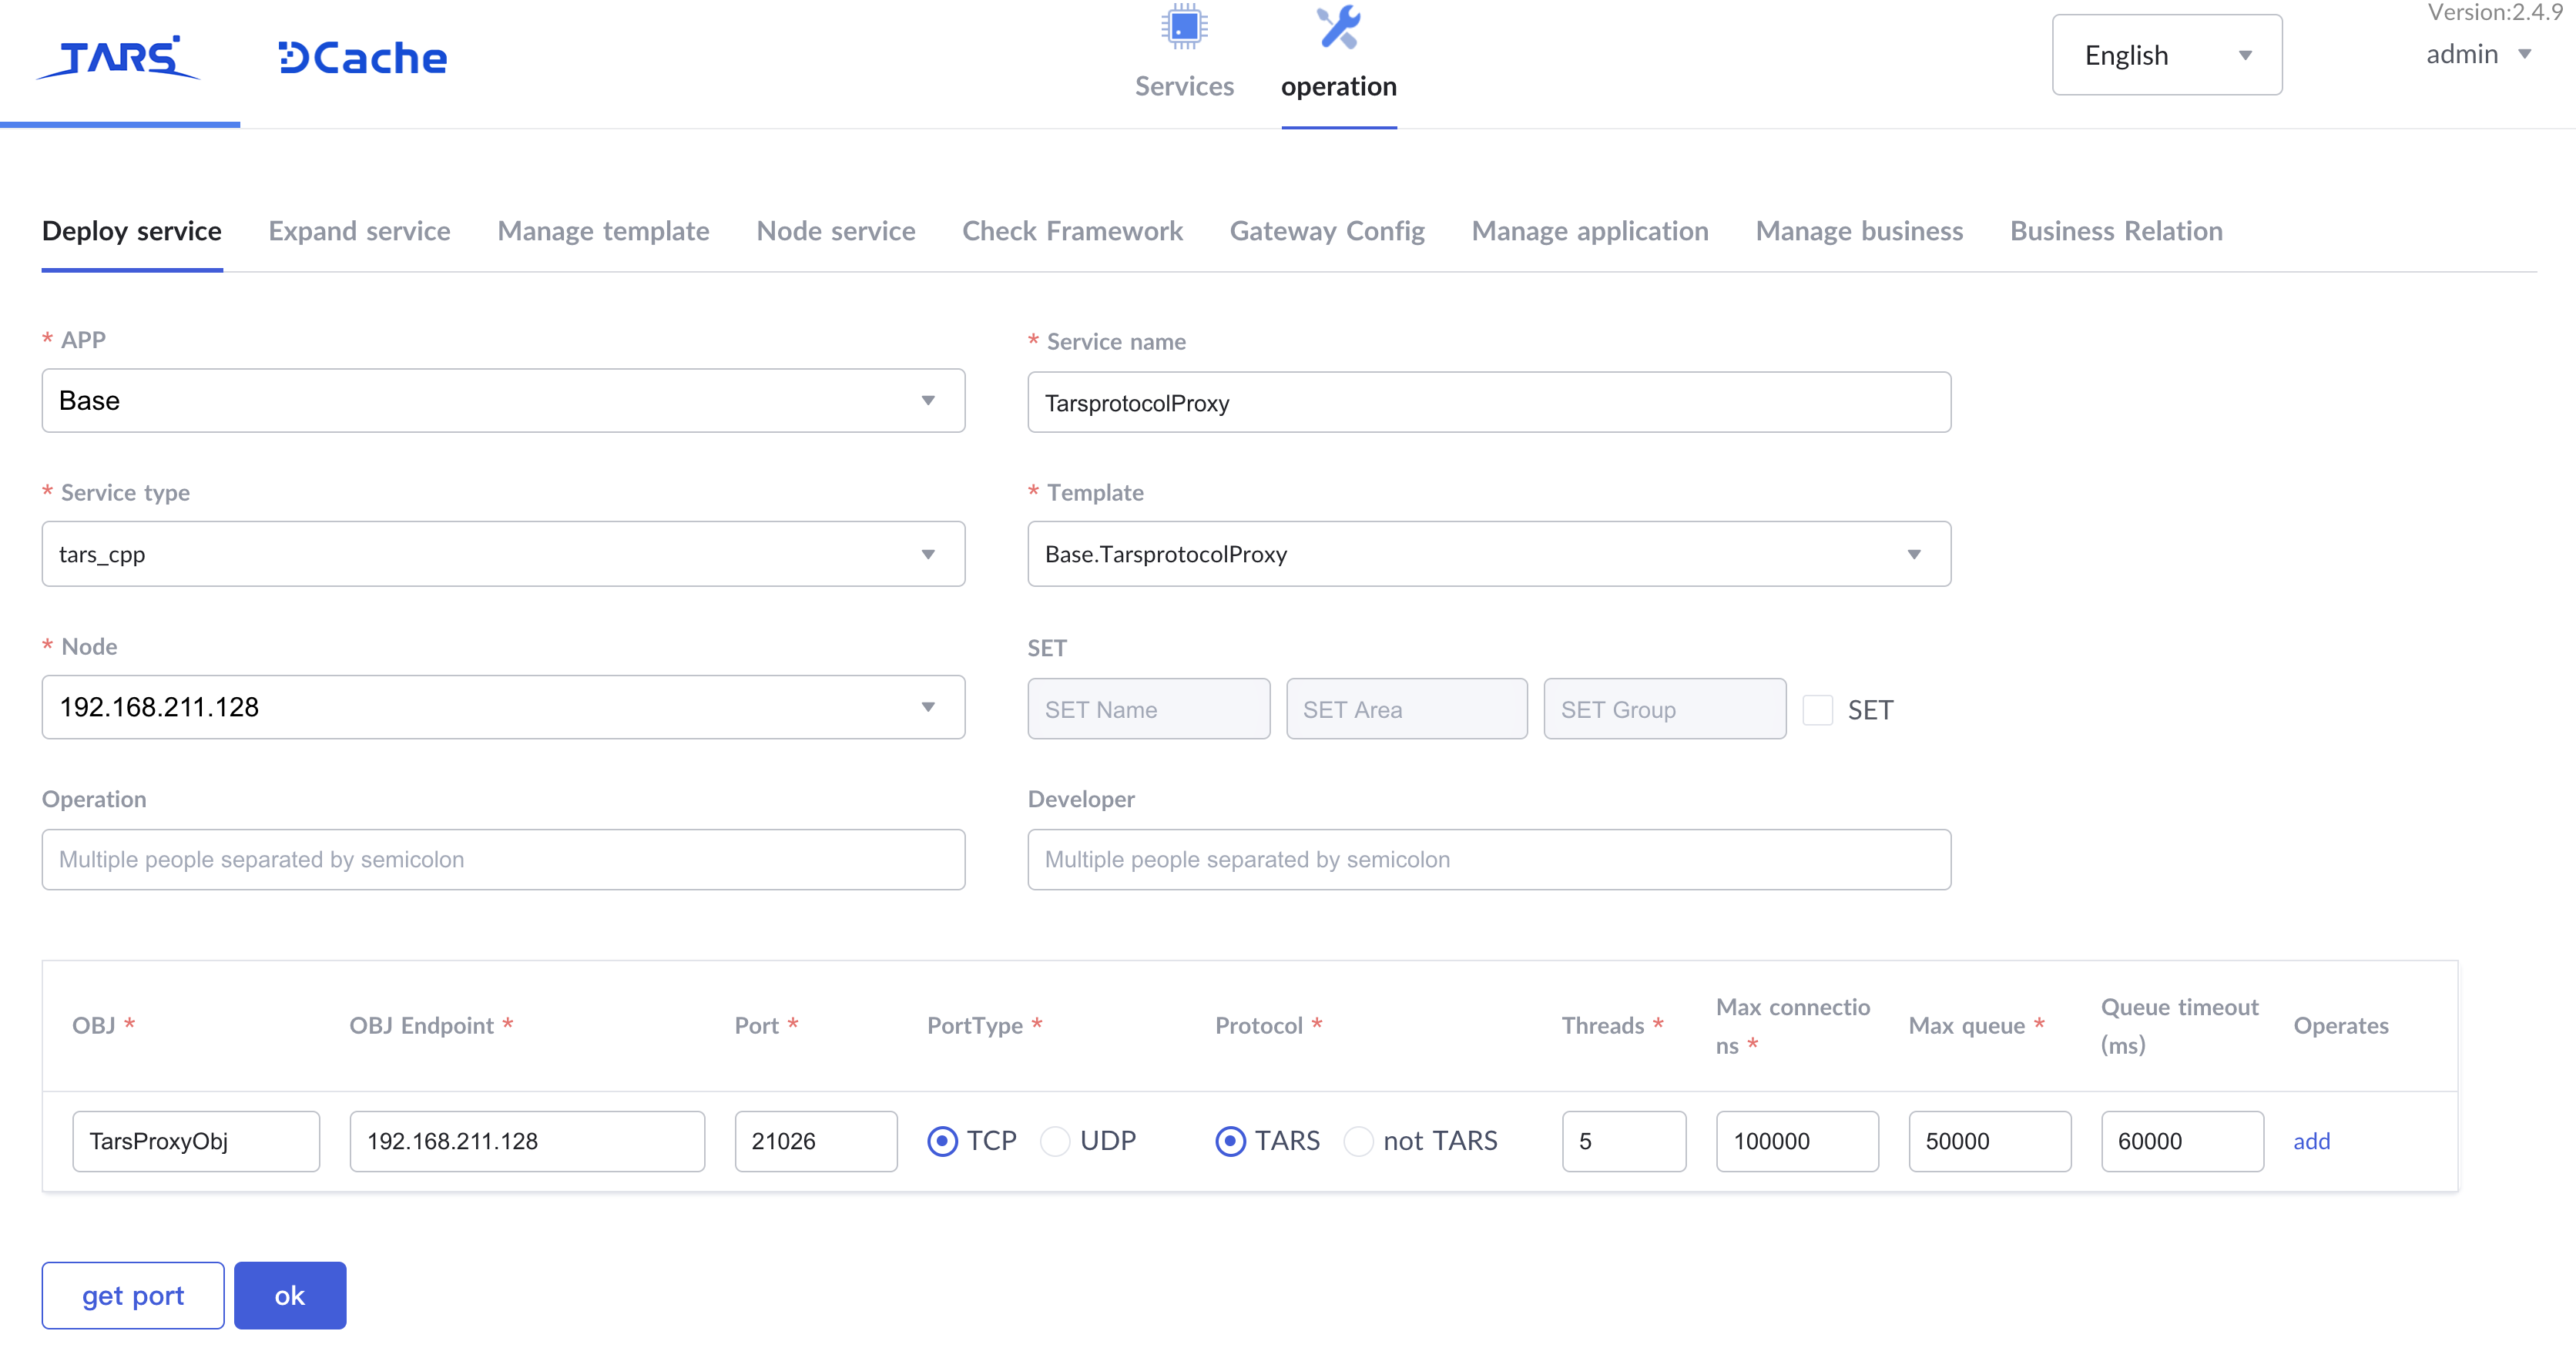 Version:2.4.9
TARS
DCache
Services
operation
English
admin
Deploy service
Expand service
Manage template
Node service
Check Framework
Gateway Config
Manage application
Manage business
Business Relation
* APP
* Service name
Base
TarsprotocolProxy
* Service type
* Template
tars_cpp
Base.TarsprotocolProxy
* Node
SET
192.168.211.128
SET Name
SET Area
SET Group
SET
Operation
Developer
Multiple people separated by semicolon
Multiple people separated by semicolon
OBJ *
OBJ Endpoint *
Port *
PortType *
Protocol *
Threads *
Max connectio
ns *
Max queue *
Queue timeout
(ms)
Operates
TarsProxyObj
192.168.211.128
21026
TCP
UDP
TARS
not TARS
5
100000
50000
60000
add
get port
ok